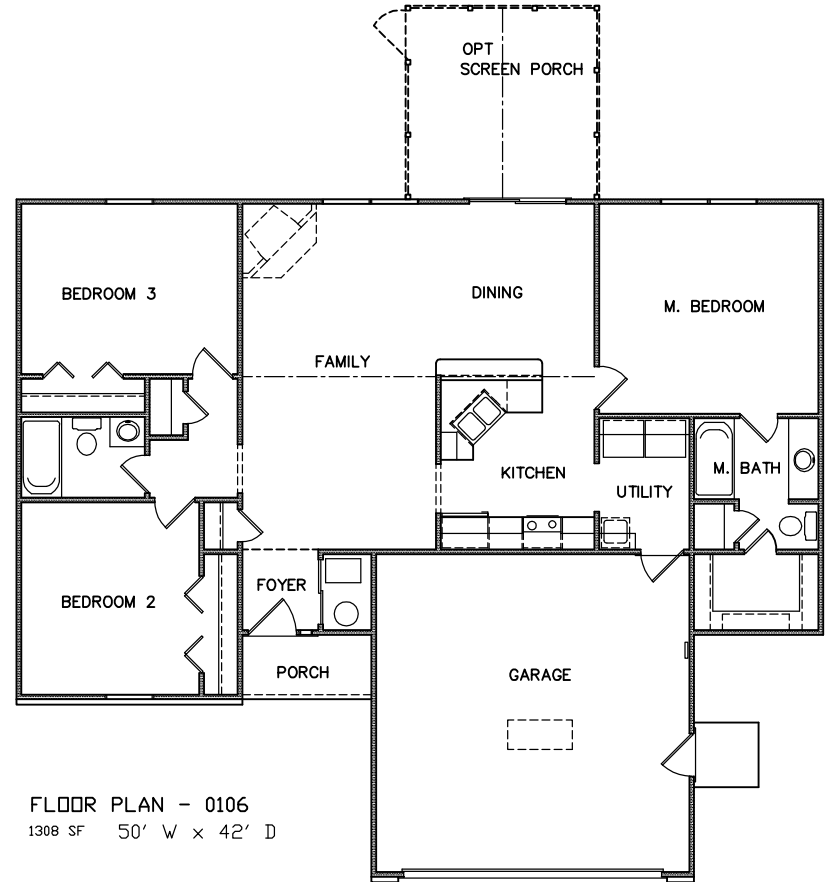 OPT
SCREEN PORCH
BEDROOM 3
DINING
M. BEDROOM
FAMILY
KITCHEN
M. BATH
UTILITY
FOYER
BEDROOM 2
PORCH
GARAGE
FLOOR PLAN - 0106
1308 SF 50' W x 42' D